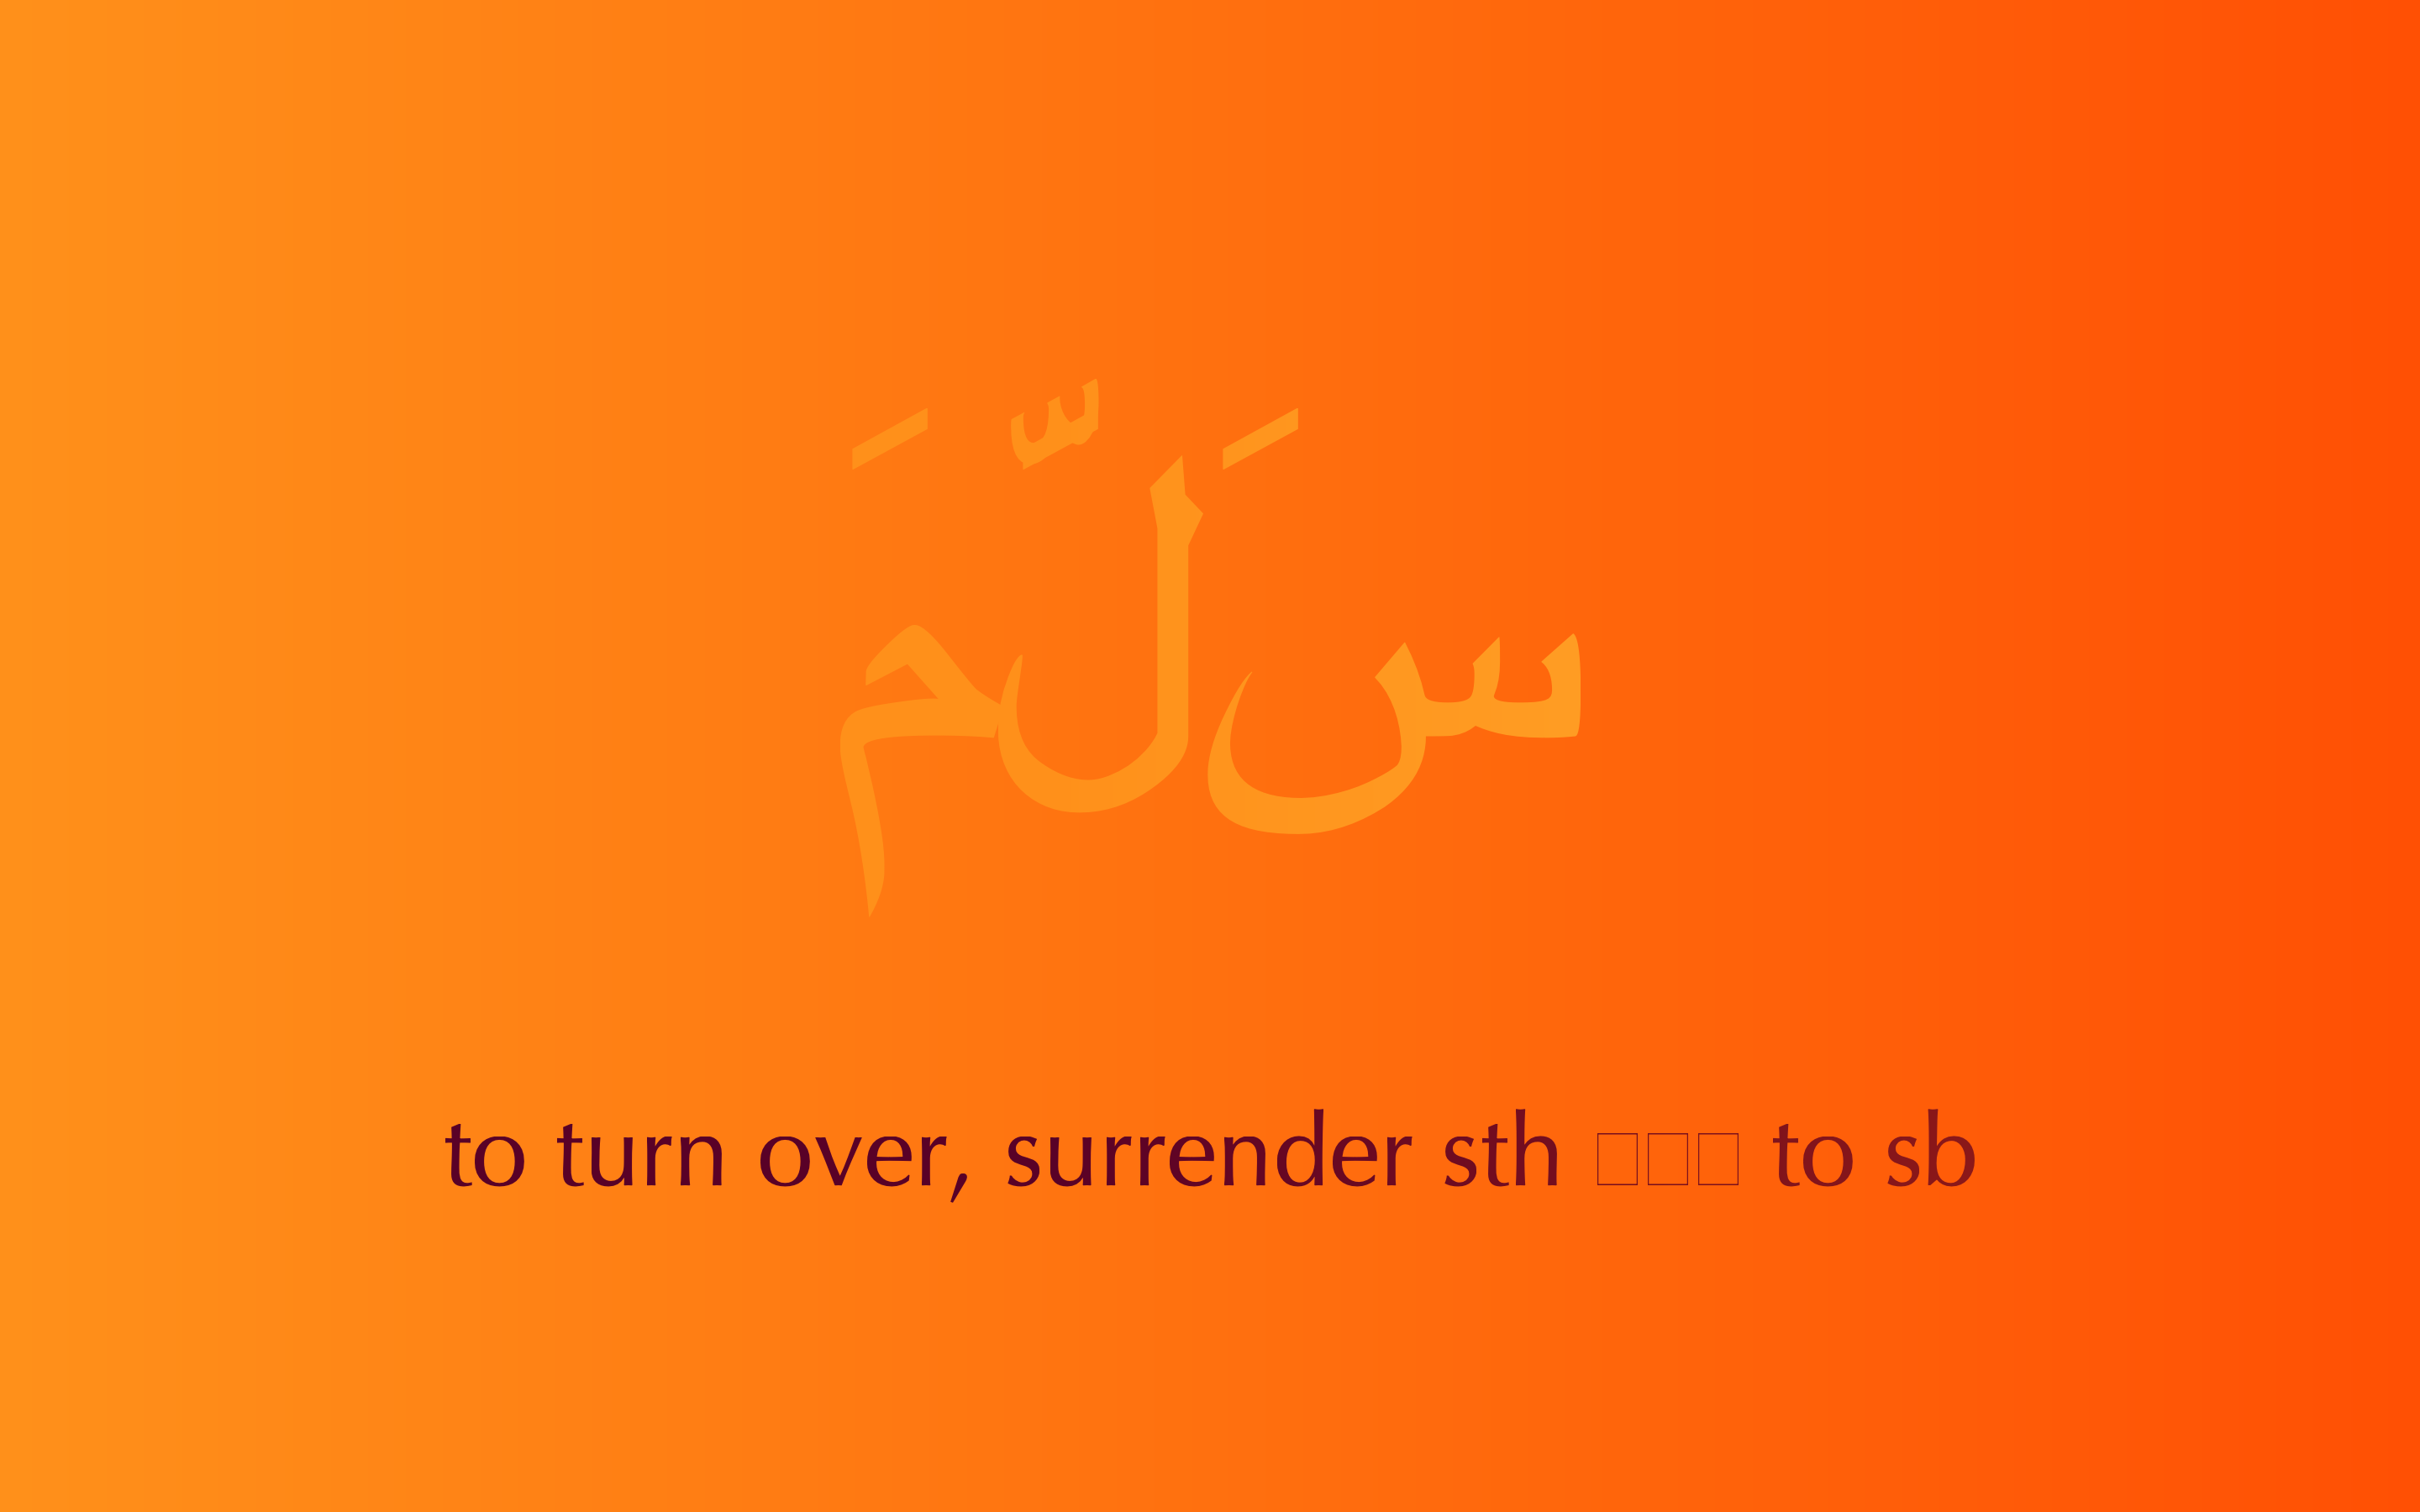 سَلّمَ
to turn over, surrender sth □□□ to sb